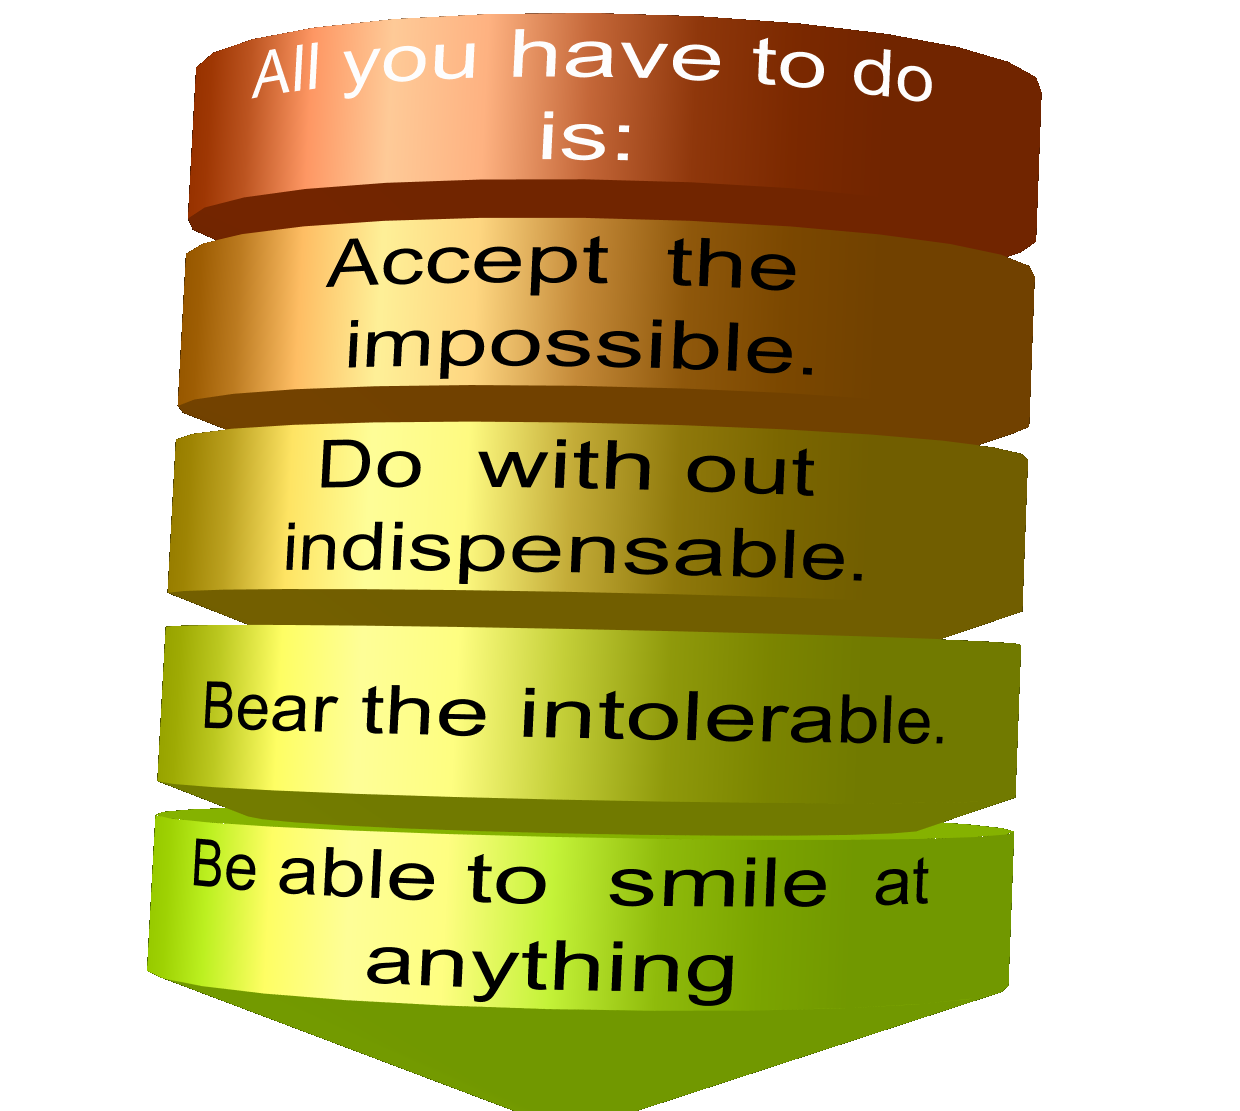 All you have to do
is:
Accept the
impossible.
Do with out
indispensable.
Bear the intolerable.
Be able to smile at
anything